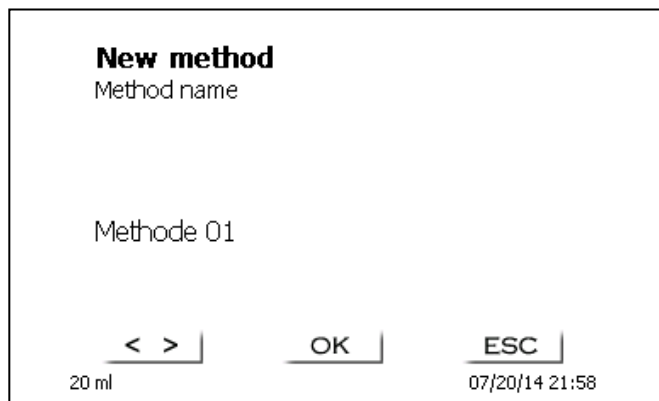 New method
Method name
Methode 01
< > OK ESC
20 ml 07/20/14 21:58